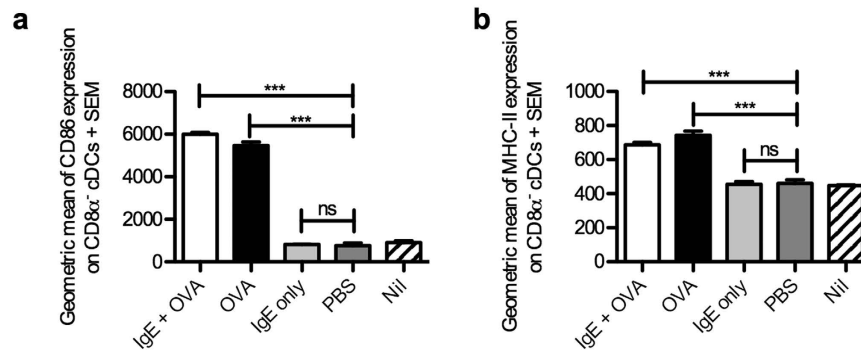 a
Geometric mean of CD86 expression
on CD8α⁻ cDCs + SEM
8000
6000
4000
2000
0
***
***
ns
IgE + OVA
OVA
IgE only
PBS
Nil
b
Geometric mean of MHC-II expression
on CD8α⁻ cDCs + SEM
1000
800
600
400
200
0
***
***
ns
IgE + OVA
OVA
IgE only
PBS
Nil